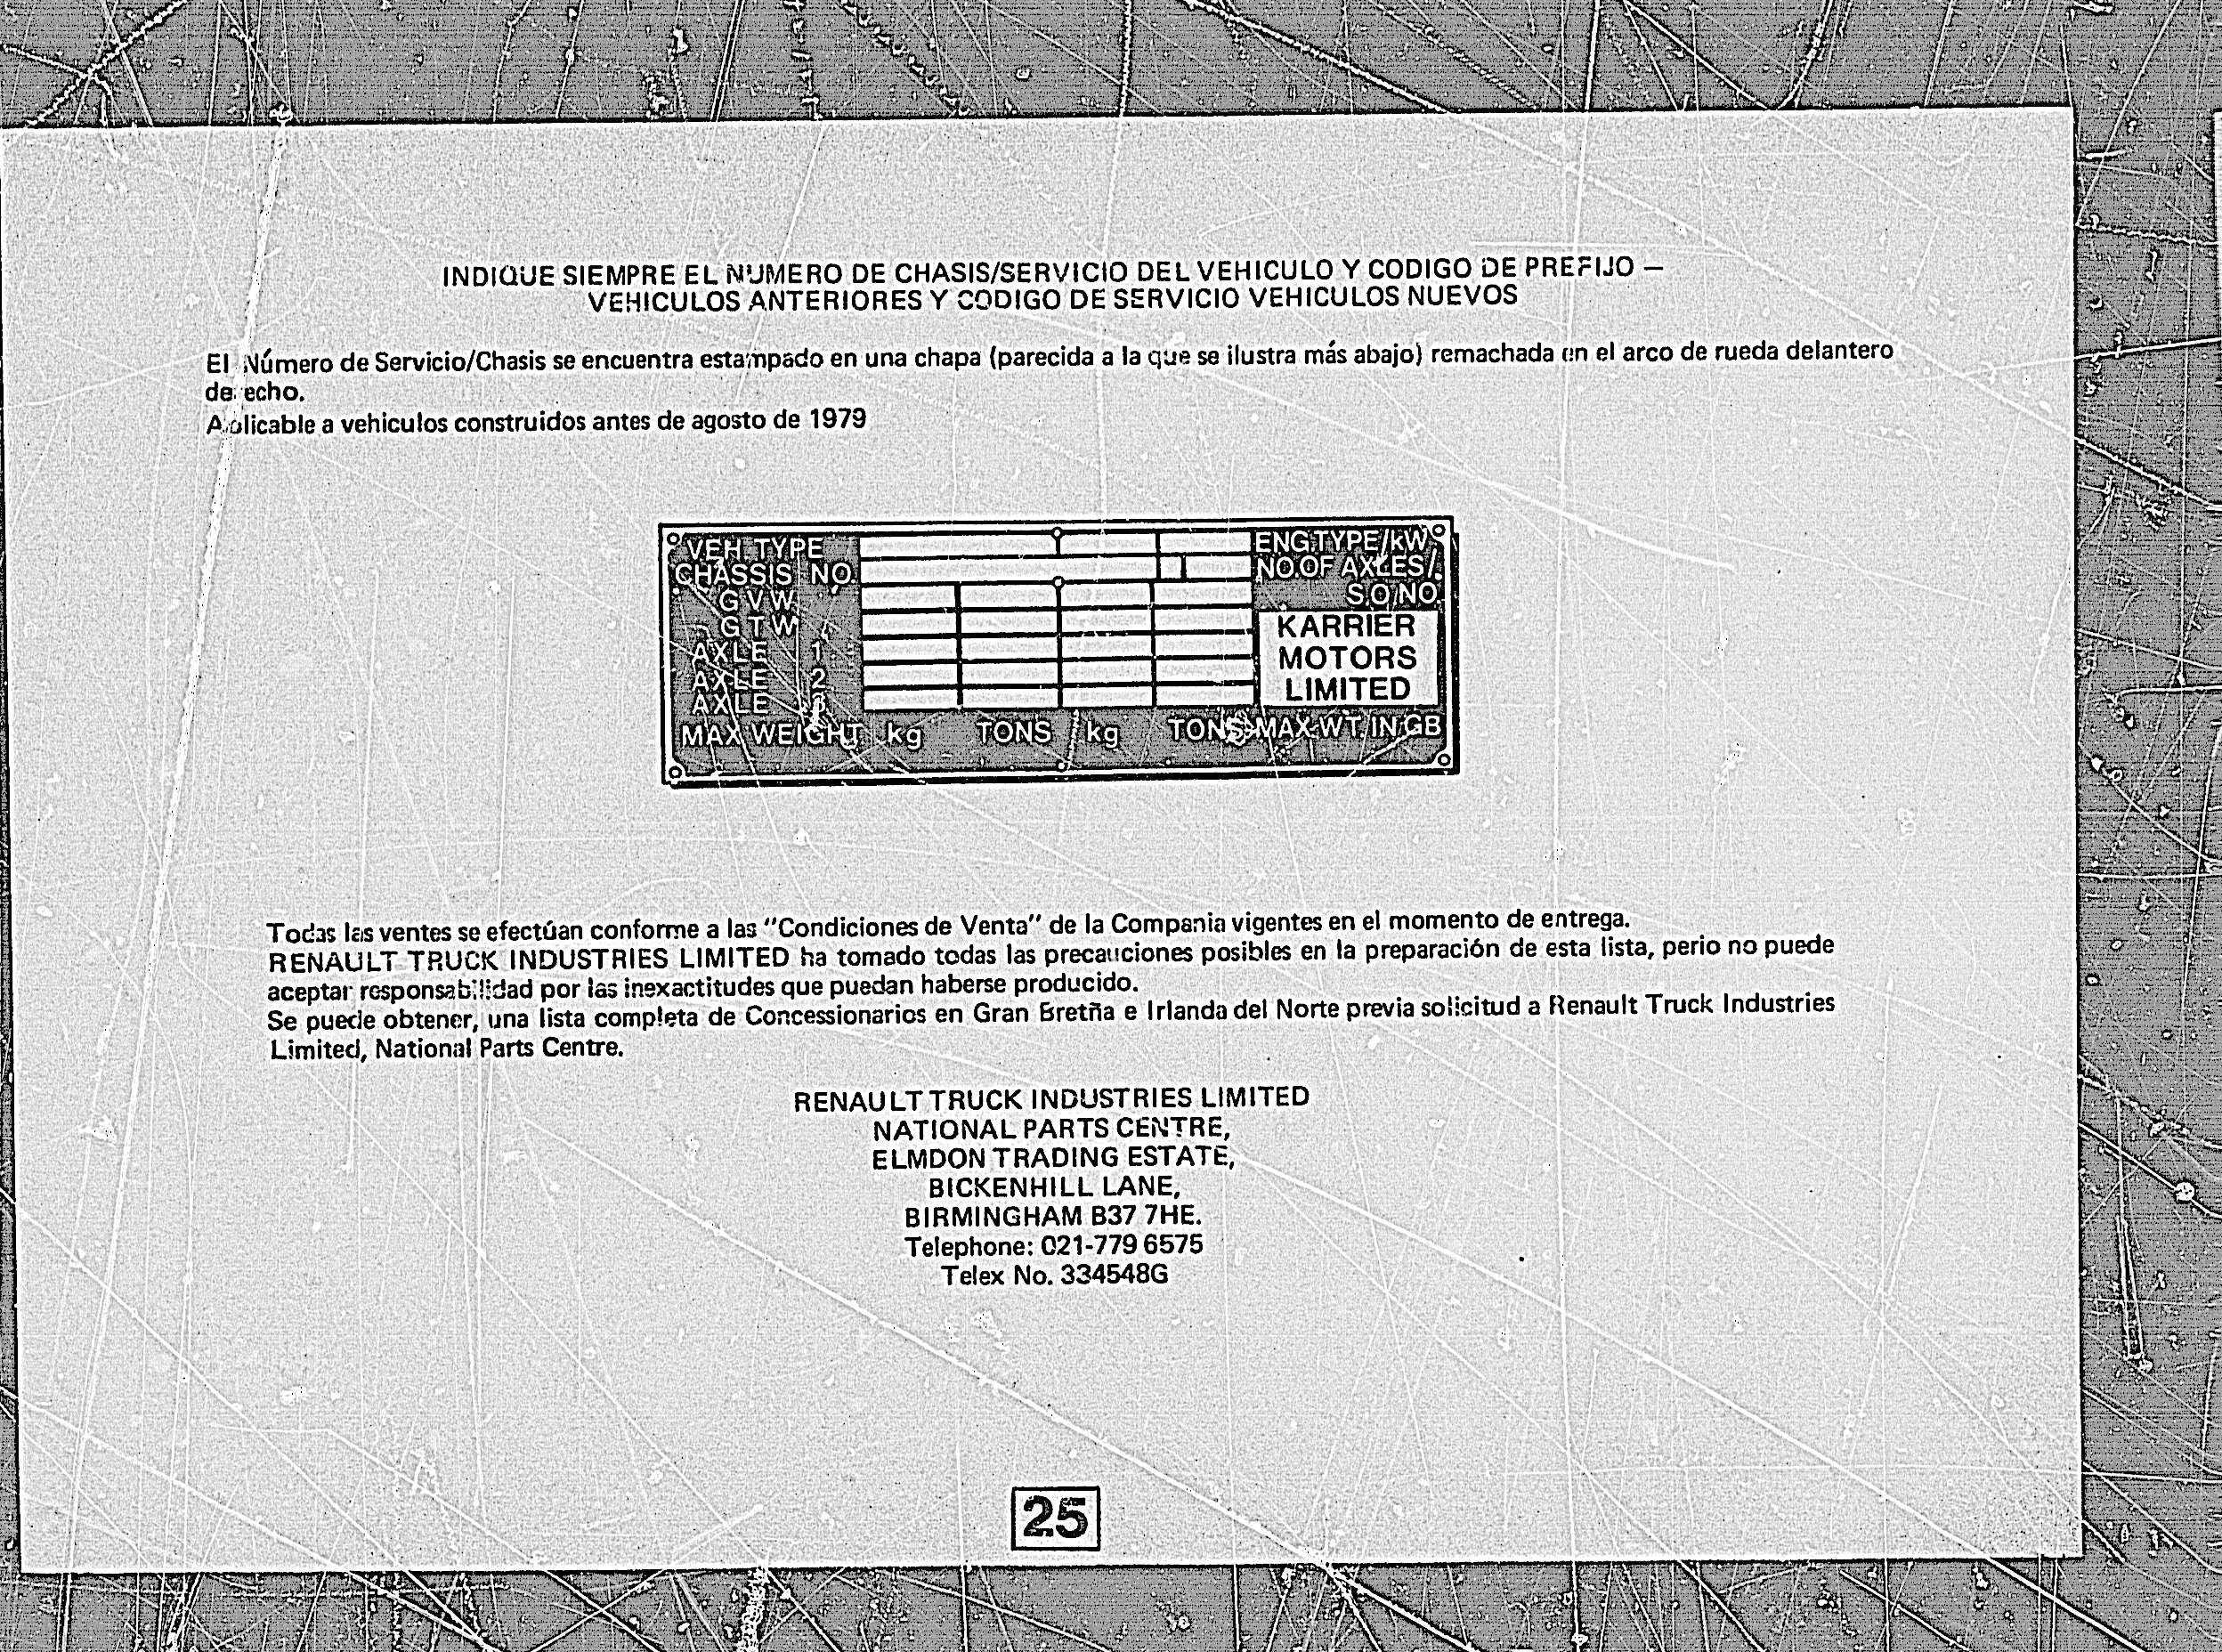 INDIQUE SIEMPRE EL NUMERO DE CHASIS/SERVICIO DEL VEHICULO Y CODIGO DE PREFIJO —
VEHICULOS ANTERIORES Y CODIGO DE SERVICIO VEHICULOS NUEVOS
El Número de Servicio/Chasis se encuentra estampado en una chapa (parecida a la que se ilustra más abajo) remachada en el arco de rueda delantero
derecho.
Aplicable a vehiculos construidos antes de agosto de 1979
VEH. TYPE ENG.TYPE/kW
CHASSIS NO. NO.OF AXLES/
G V W S.O.NO.
G T W KARRIER
AXLE 1 MOTORS
AXLE 2 LIMITED
AXLE 3
MAX WEIGHT kg TONS kg TONS MAX.WT.IN.GB
Todas las ventes se efectúan conforme a las "Condiciones de Venta" de la Compania vigentes en el momento de entrega.
RENAULT TRUCK INDUSTRIES LIMITED ha tomado todas las precauciones posibles en la preparación de esta lista, perio no puede
aceptar responsabilidad por las inexactitudes que puedan haberse producido.
Se puede obtener, una lista completa de Concessionarios en Gran Bretña e Irlanda del Norte previa solicitud a Renault Truck Industries
Limited, National Parts Centre.
RENAULT TRUCK INDUSTRIES LIMITED
NATIONAL PARTS CENTRE,
ELMDON TRADING ESTATE,
BICKENHILL LANE,
BIRMINGHAM B37 7HE.
Telephone: 021-779 6575
Telex No. 334548G
25